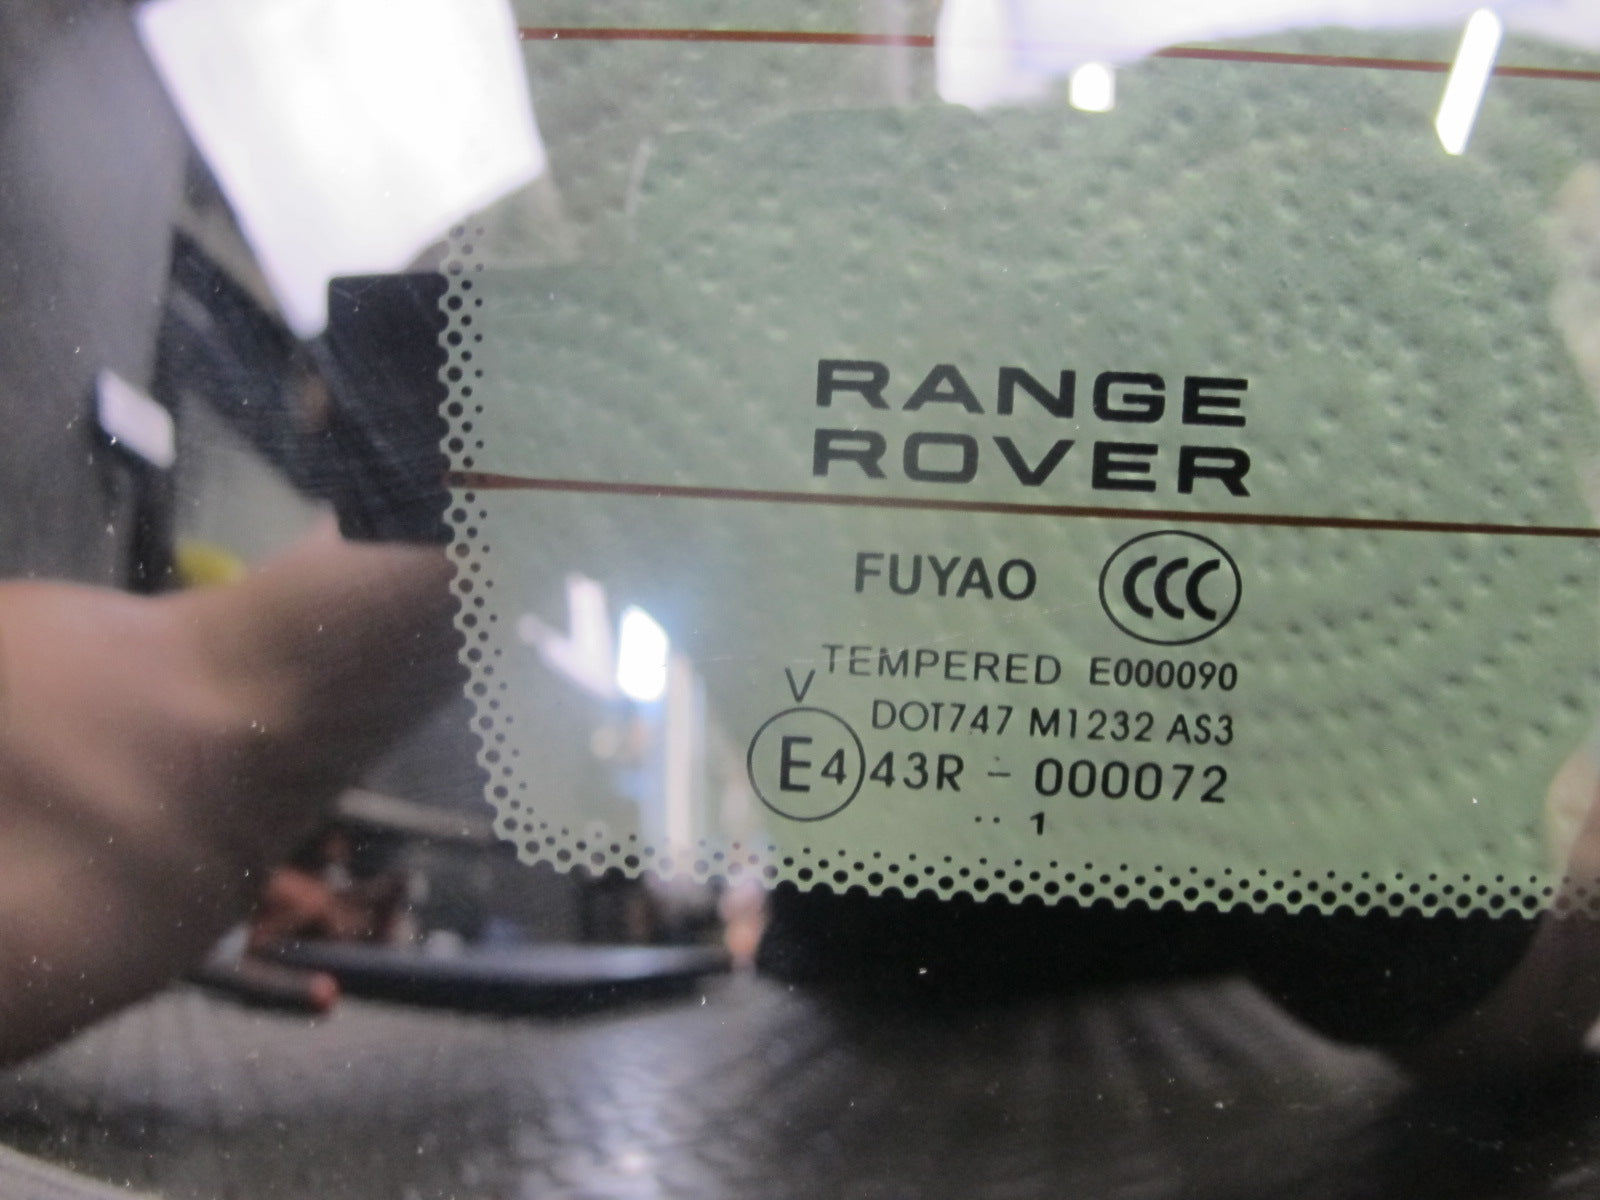 RANGE
ROVER
FUYAO CCC
TEMPERED E000090
V
DOT747 M1232 AS3
E4 43R - 000072
.. 1